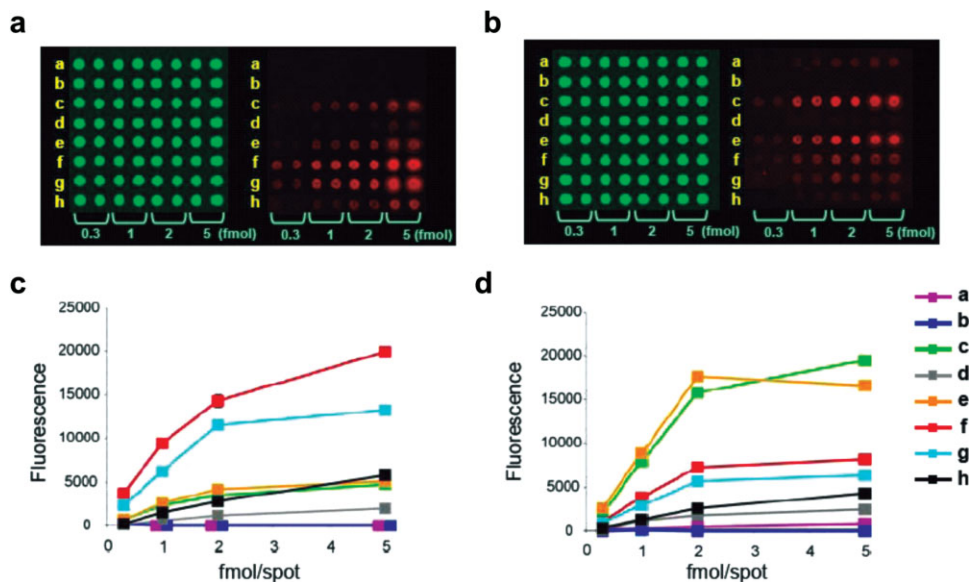 a
b
a
b
c
d
e
f
g
h
0.3 1 2 5 (fmol)
a
b
c
d
e
f
g
h
0.3 1 2 5 (fmol)
a
b
c
d
e
f
g
h
0.3 1 2 5 (fmol)
a
b
c
d
e
f
g
h
0.3 1 2 5 (fmol)
c
25000
20000
15000
10000
5000
0
Fluorescence
0 1 2 3 4 5
fmol/spot
d
25000
20000
15000
10000
5000
0
Fluorescence
0 1 2 3 4 5
fmol/spot
a
b
c
d
e
f
g
h